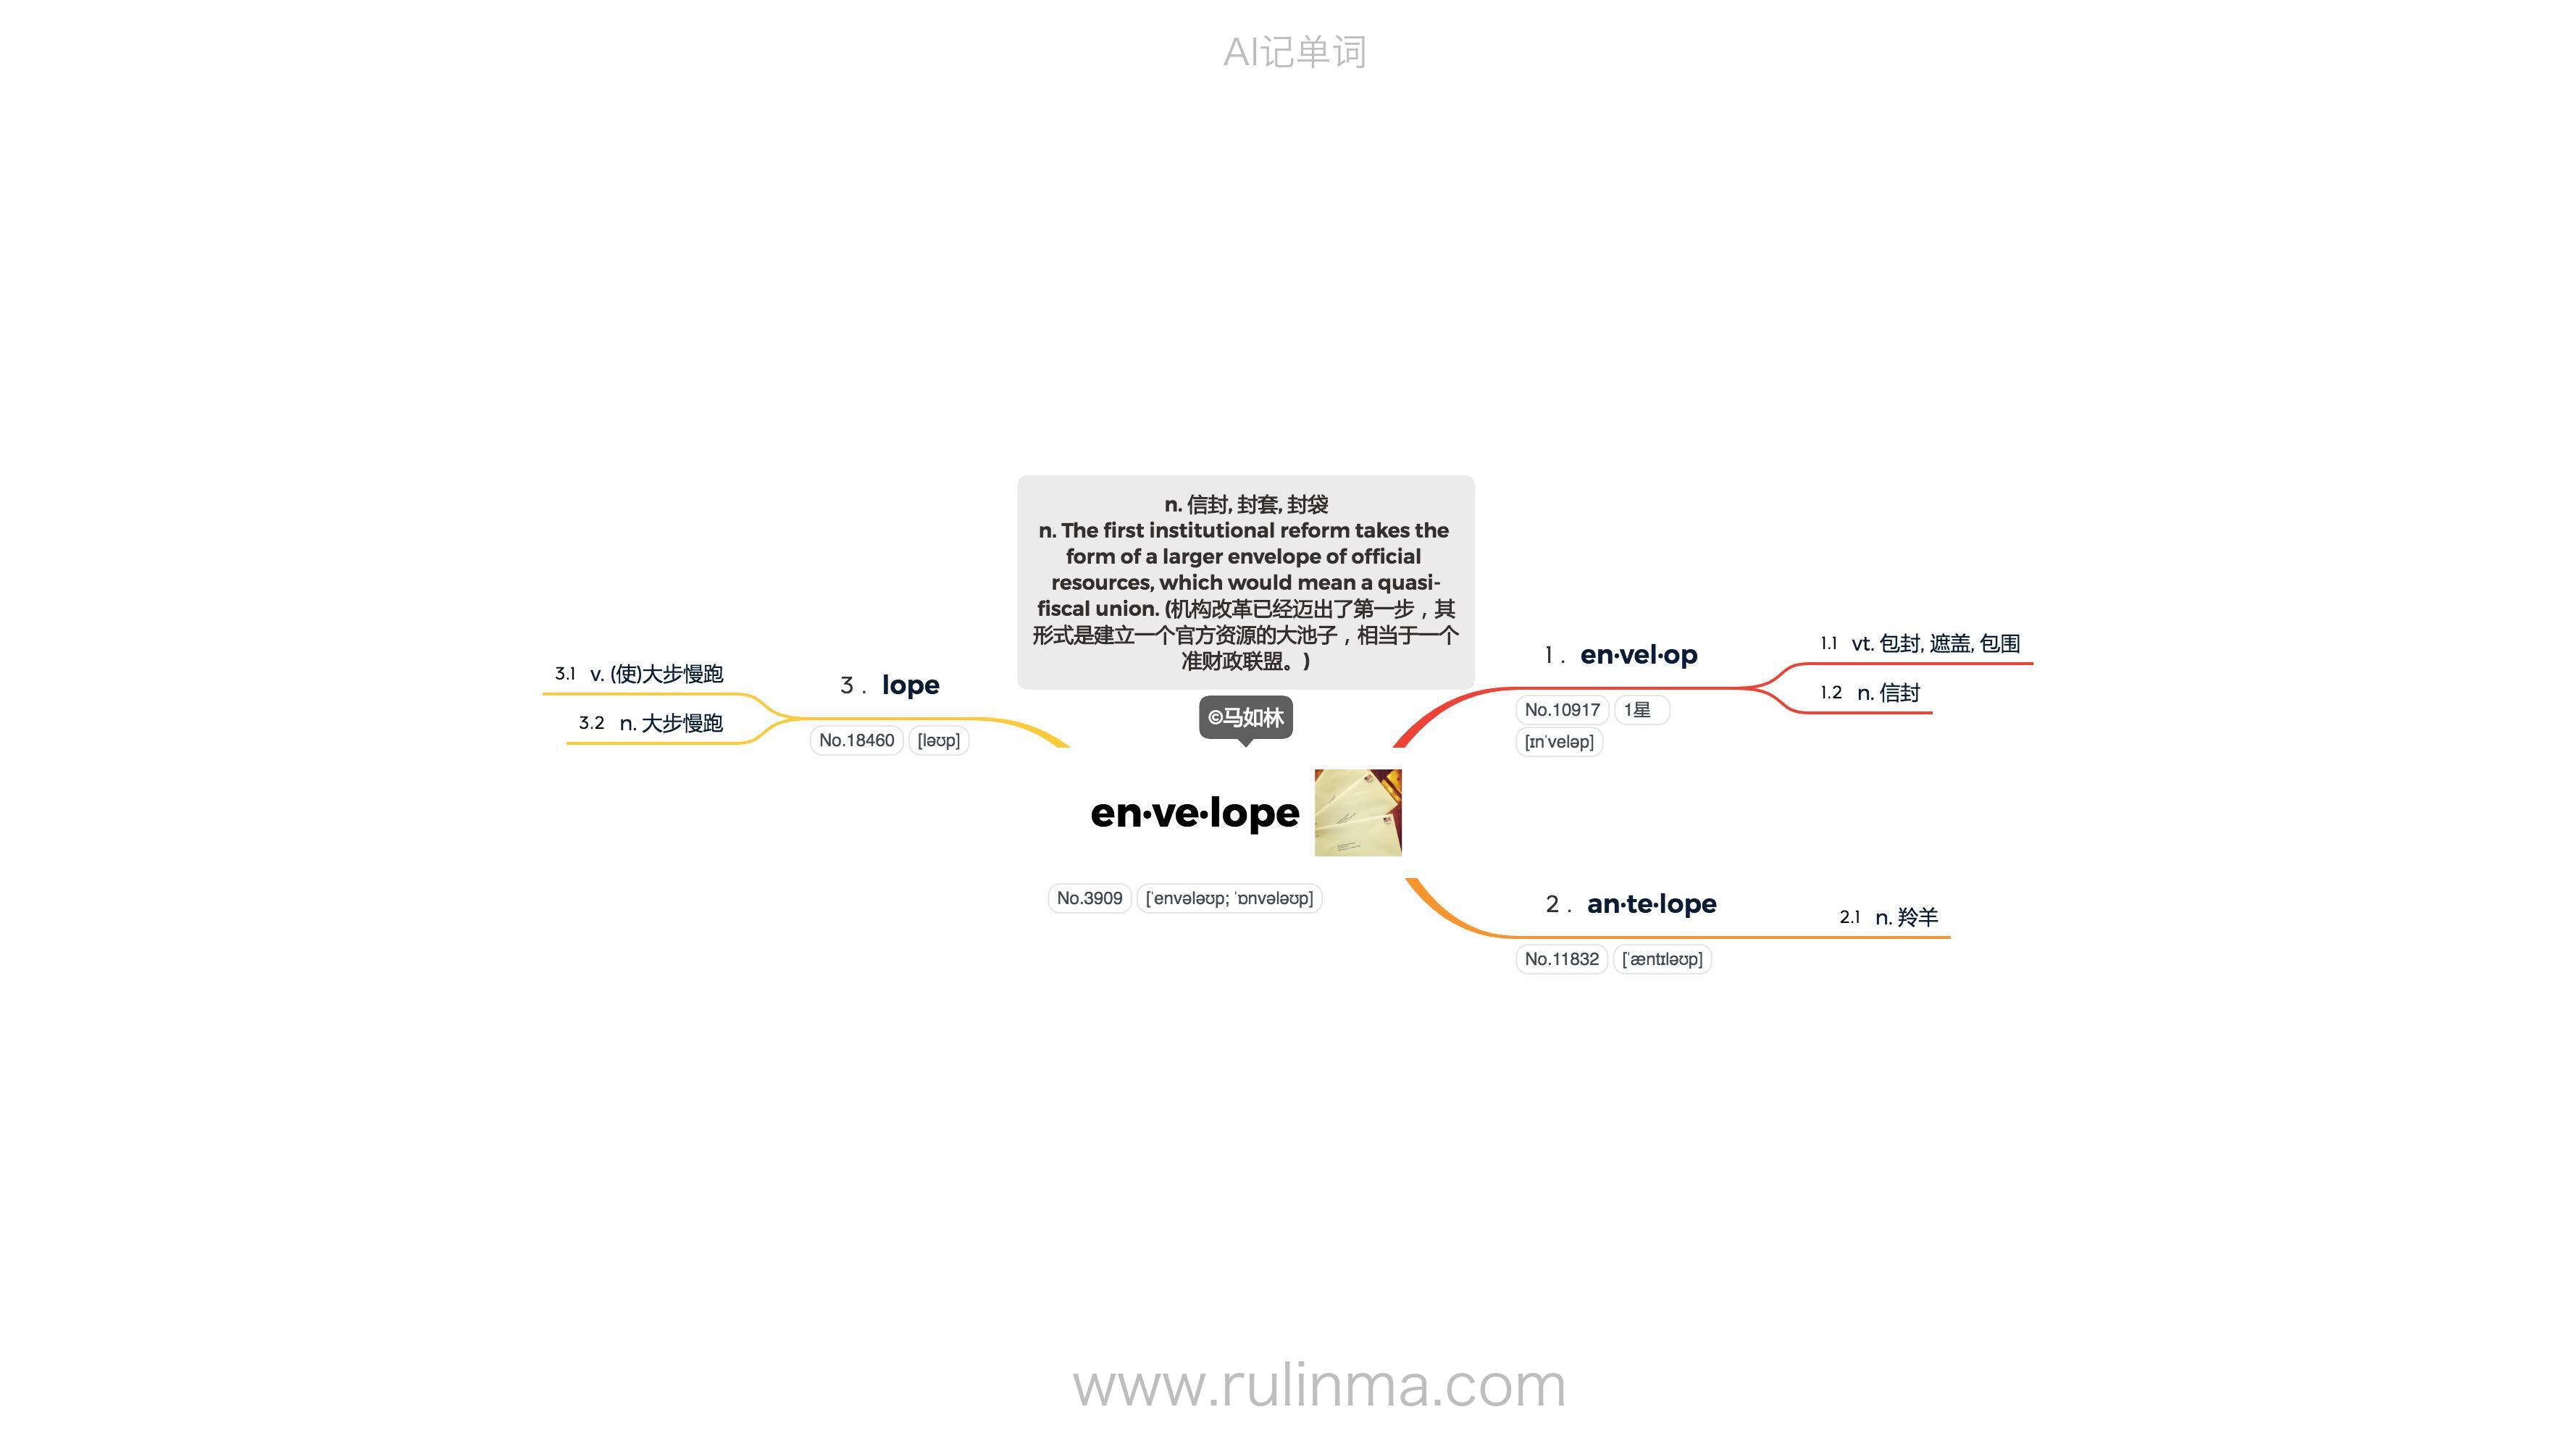 AI记单词
n. 信封, 封套, 封袋
n. The first institutional reform takes the
form of a larger envelope of official
resources, which would mean a quasi-
fiscal union. (机构改革已经迈出了第一步，其
形式是建立一个官方资源的大池子，相当于一个
准财政联盟。)
©马如林
en·ve·lope
No.3909 [ˈenvələʊp; ˈɒnvələʊp]
1. en·vel·op
No.10917 1星
[ɪnˈveləp]
1.1 vt. 包封, 遮盖, 包围
1.2 n. 信封
2. an·te·lope
No.11832 [ˈæntɪləʊp]
2.1 n. 羚羊
3. lope
No.18460 [ləʊp]
3.1 v. (使)大步慢跑
3.2 n. 大步慢跑
www.rulinma.com